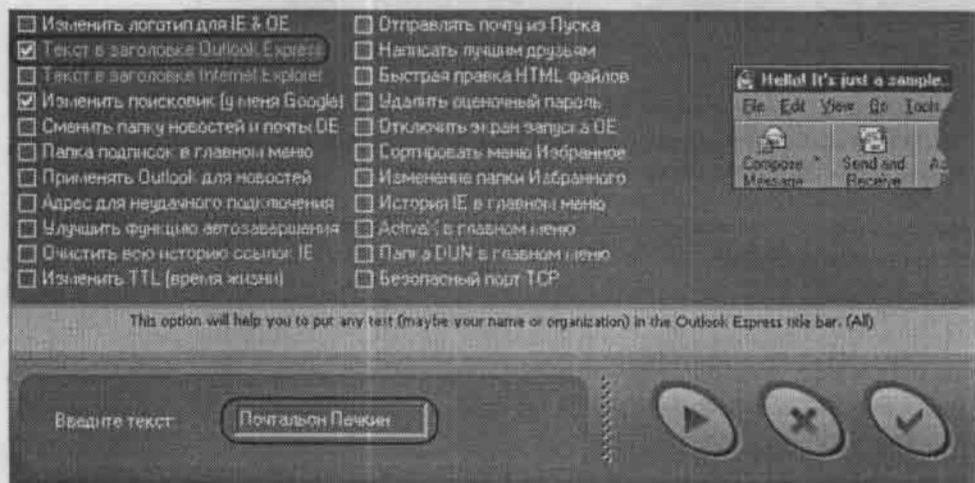 Изменить логотип для IE & OE
Текст в заголовке Outlook Express
Текст в заголовке Internet Explorer
Изменить поисковик (у меня Google)
Сменить папку новостей и почты OE
Папка подписок в главном меню
Применять Outlook для новостей
Адрес для неудачного подключения
Улучшить функцию автозавершения
Очистить всю историю ссылок IE
Изменить TTL (время жизни)
Отправлять почту из Пуска
Написать лучшим друзьям
Быстрая правка HTML файлов
Удалить оценочный пароль
Отключить экран запуска OE
Сортировать меню Избранное
Изменение папки Избранного
История IE в главном меню
ActiveX в главном меню
Папка DUN в главном меню
Безопасный порт TCP
Hello! It's just a sample.
File Edit View Go Tools
Compose Message
Send and Receive
This option will help you to put any text (maybe your name or organization) in the Outlook Express title bar. (All)
Введите текст:
Почтальон Печкин